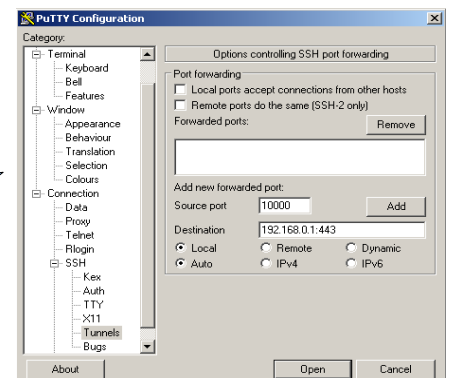 PuTTY Configuration
Category:
Terminal
Keyboard
Bell
Features
Window
Appearance
Behaviour
Translation
Selection
Colours
Connection
Data
Proxy
Telnet
Rlogin
SSH
Kex
Auth
TTY
X11
Tunnels
Bugs
Options controlling SSH port forwarding
Port forwarding
Local ports accept connections from other hosts
Remote ports do the same (SSH-2 only)
Forwarded ports:
Remove
Add new forwarded port:
Source port 10000 Add
Destination 192.168.0.1:443
Local Remote Dynamic
Auto IPv4 IPv6
About Open Cancel